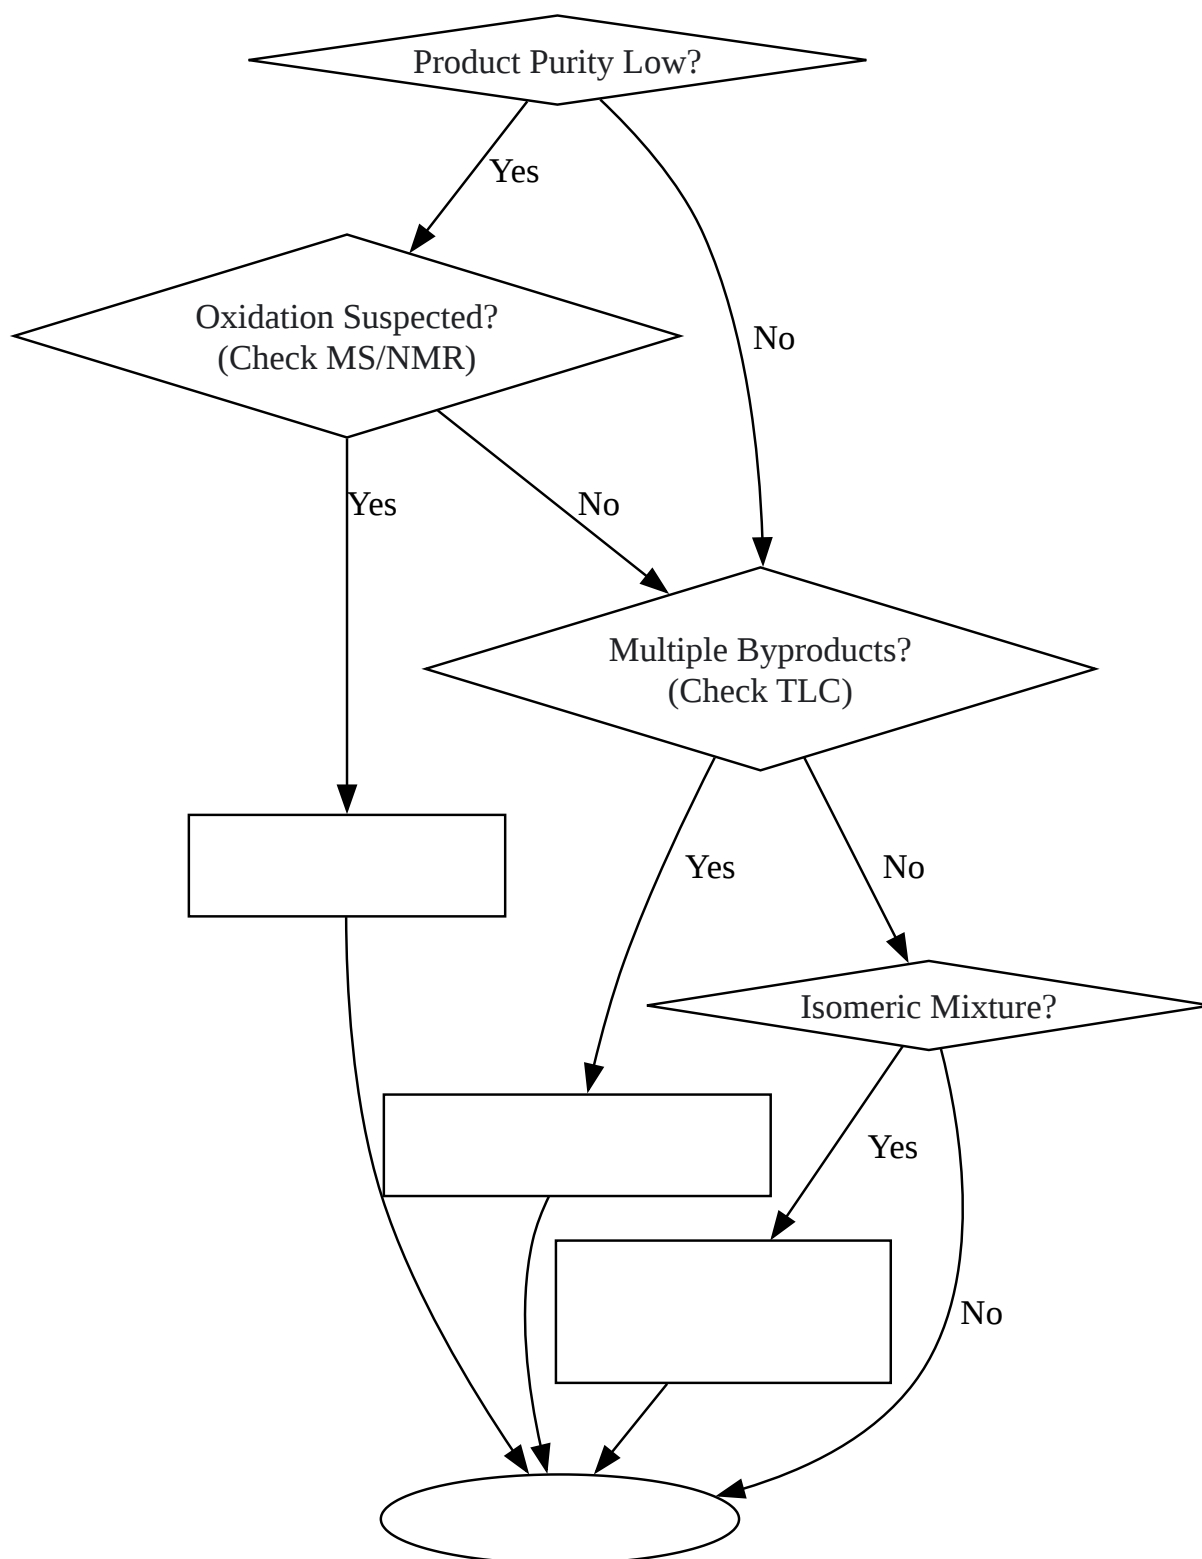 Product Purity Low?
Yes
Oxidation Suspected?
(Check MS/NMR)
No
Yes
No
Multiple Byproducts?
(Check TLC)
Yes
No
Isomeric Mixture?
Yes
No